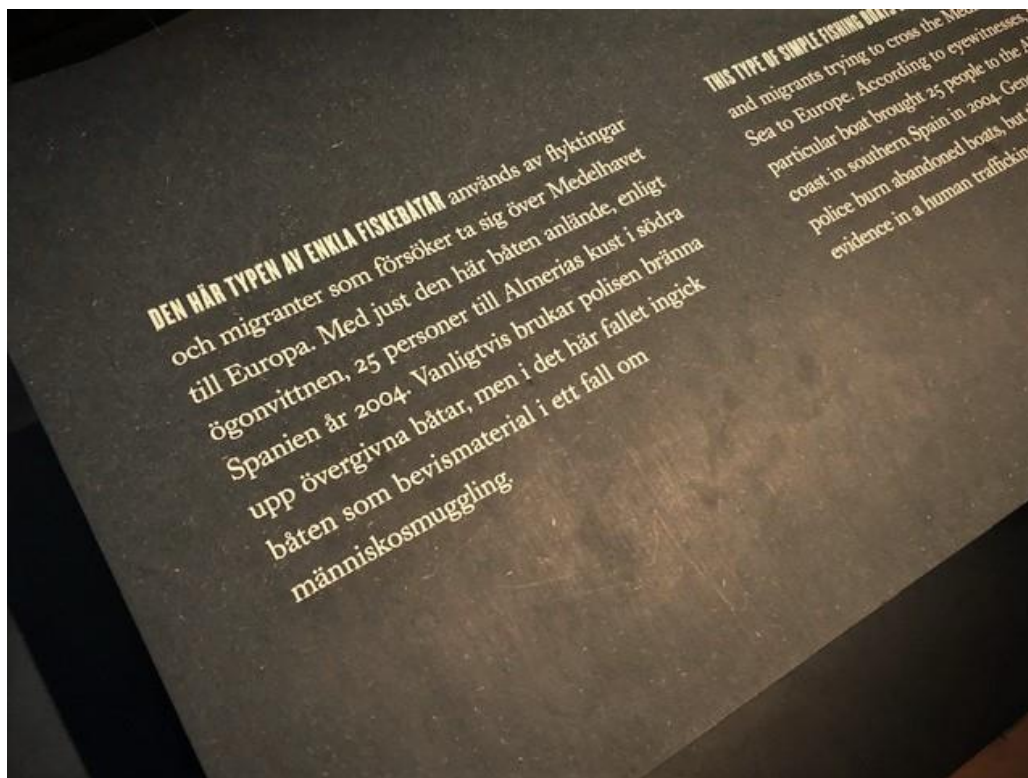 DEN HÄR TYPEN AV ENKLA FISKEBÅTAR används av flyktingar
och migranter som försöker ta sig över Medelhavet
till Europa. Med just den här båten anlände, enligt
ögonvittnen, 25 personer till Almerias kust i södra
Spanien år 2004. Vanligtvis brukar polisen bränna
upp övergivna båtar, men i det här fallet ingick
båten som bevismaterial i ett fall om
människosmuggling.
THIS TYPE OF SIMPLE FISHING BOATS
and migrants trying to cross the
Sea to Europe. According to eyewitnesses,
particular boat brought 25 people to the
coast in southern Spain in 2004.
police burn abandoned boats, but
evidence in a human